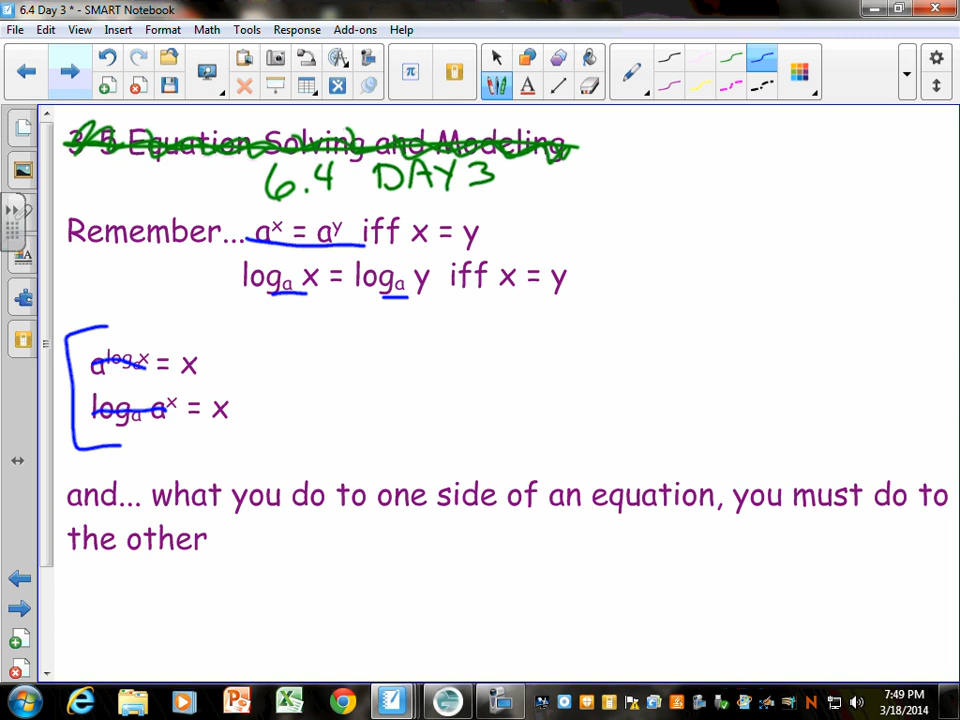 6.4 Day 3 * - SMART Notebook
File Edit View Insert Format Math Tools Response Add-ons Help
3-5 Equation Solving and Modeling
6.4 DAY 3
Remember... aˣ = aʸ iff x = y
logₐ x = logₐ y iff x = y
a^logₐx = x
logₐ aˣ = x
and... what you do to one side of an equation, you must do to
the other
7:49 PM
3/18/2014